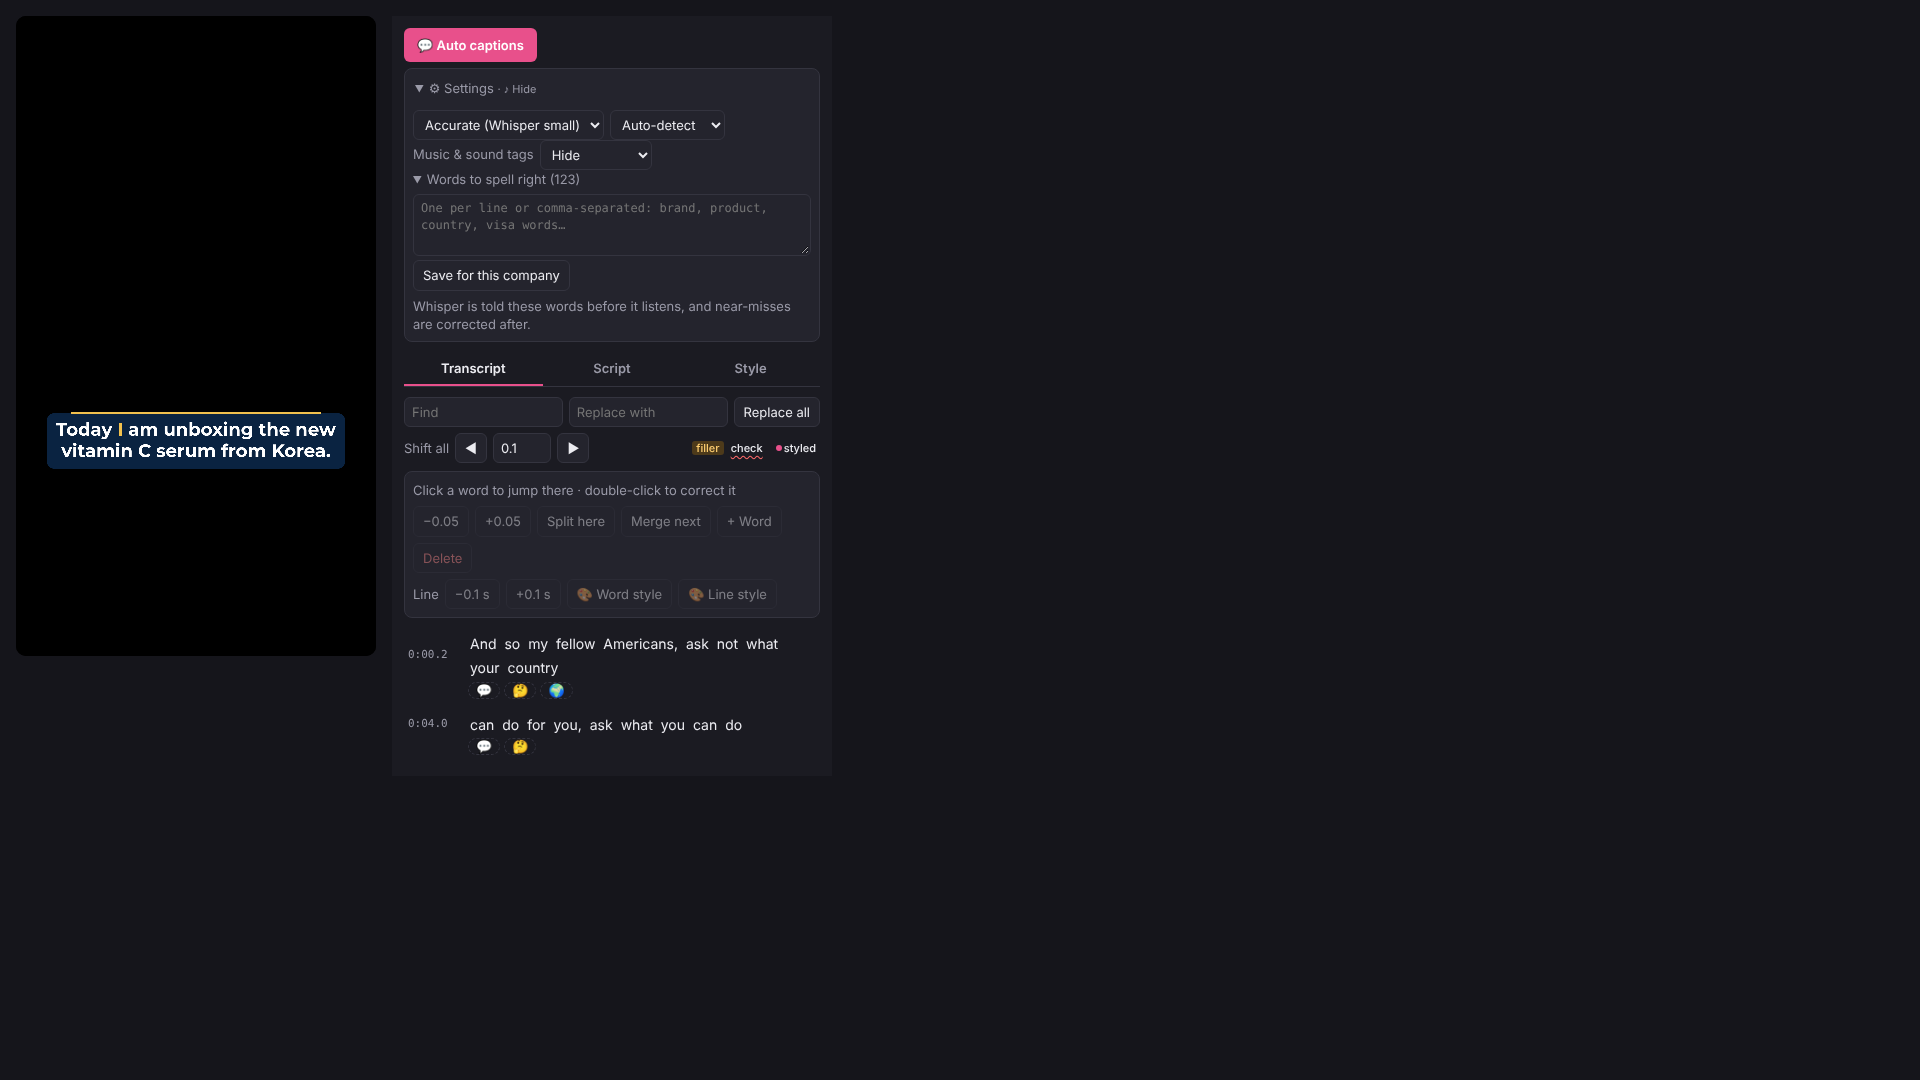 Today I am unboxing the new
vitamin C serum from Korea.
💬 Auto captions
▼ ⚙ Settings · ♪ Hide
Accurate (Whisper small) Auto-detect
Music & sound tags Hide
▼ Words to spell right (123)
One per line or comma-separated: brand, product,
country, visa words…
Save for this company
Whisper is told these words before it listens, and near-misses
are corrected after.
Transcript Script Style
Find Replace with Replace all
Shift all ◀ 0.1 ▶ filler check styled
Click a word to jump there · double-click to correct it
−0.05 +0.05 Split here Merge next + Word
Delete
Line −0.1 s +0.1 s 🎨 Word style 🎨 Line style
0:00.2 And so my fellow Americans, ask not what
your country
💬 🤔 🌍
0:04.0 can do for you, ask what you can do
💬 🤔